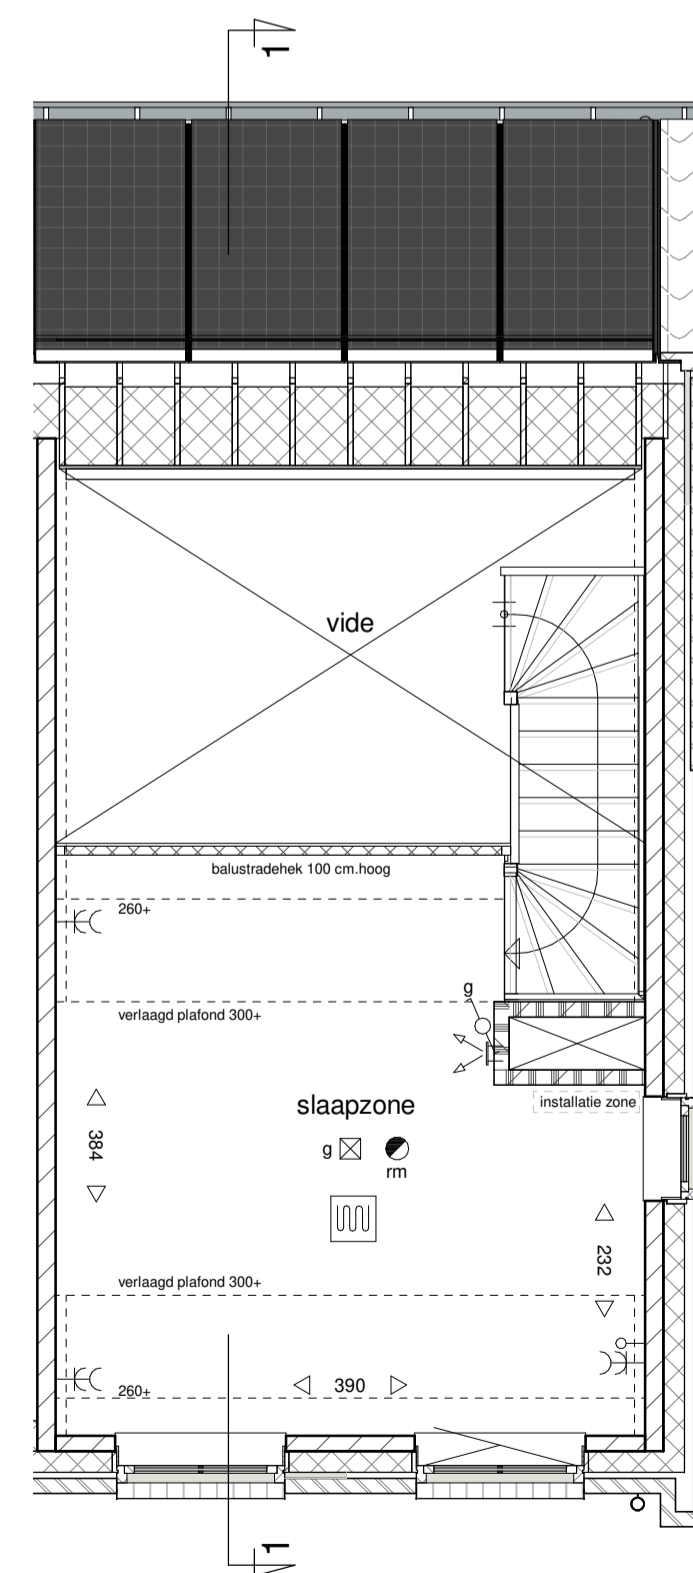 1
vide
balustradehek 100 cm.hoog
260+
g
verlaagd plafond 300+
slaapzone
installatie zone
384
g
rm
232
verlaagd plafond 300+
260+
390
1